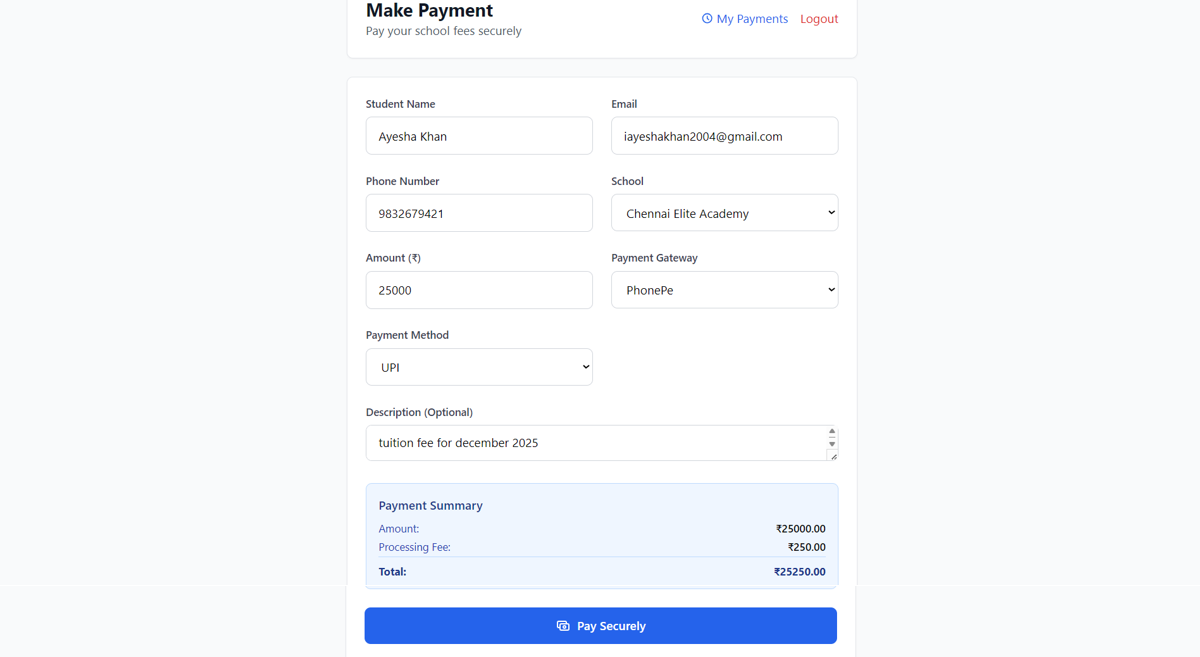 Make Payment
Pay your school fees securely
My Payments
Logout
Student Name
Email
Ayesha Khan
iayeshakhan2004@gmail.com
Phone Number
School
9832679421
Chennai Elite Academy
Amount (₹)
Payment Gateway
25000
PhonePe
Payment Method
UPI
Description (Optional)
tuition fee for december 2025
Payment Summary
Amount: ₹25000.00
Processing Fee: ₹250.00
Total: ₹25250.00
Pay Securely